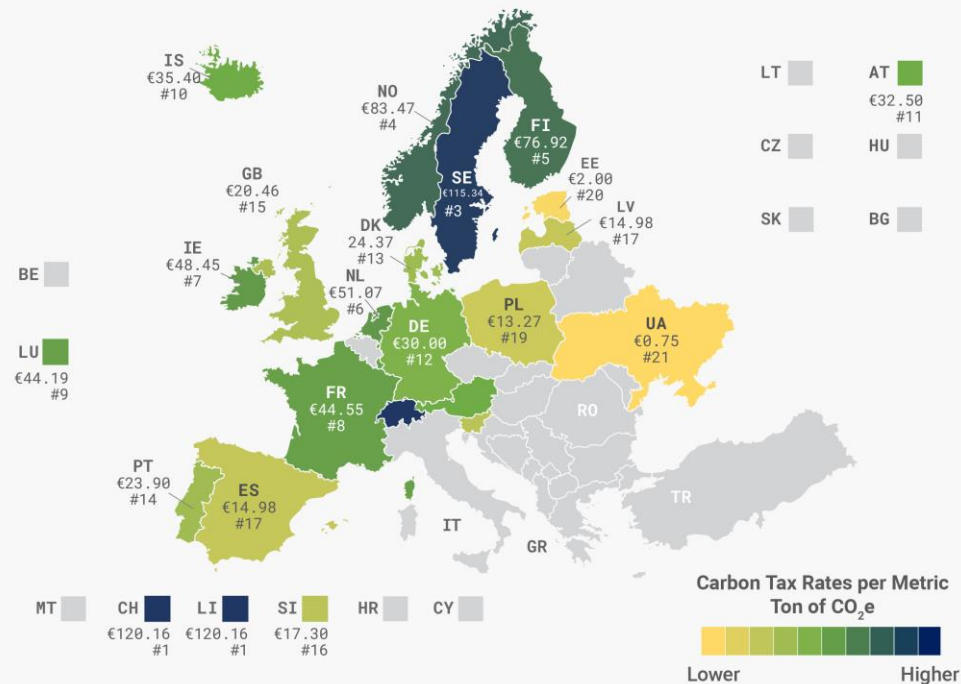 IS
€35.40
#10
NO
€83.47
#4
FI
€76.92
#5
SE
€115.34
#3
EE
€2.00
#20
LV
€14.98
#17
LT
AT
€32.50
#11
CZ
HU
SK
BG
GB
€20.46
#15
IE
€48.45
#7
DK
24.37
#13
NL
€51.07
#6
BE
LU
€44.19
#9
DE
€30.00
#12
PL
€13.27
#19
UA
€0.75
#21
FR
€44.55
#8
RO
TR
PT
€23.90
#14
ES
€14.98
#17
IT
GR
MT
CH
€120.16
#1
LI
€120.16
#1
SI
€17.30
#16
HR
CY
Carbon Tax Rates per Metric
Ton of CO₂e
Lower
Higher